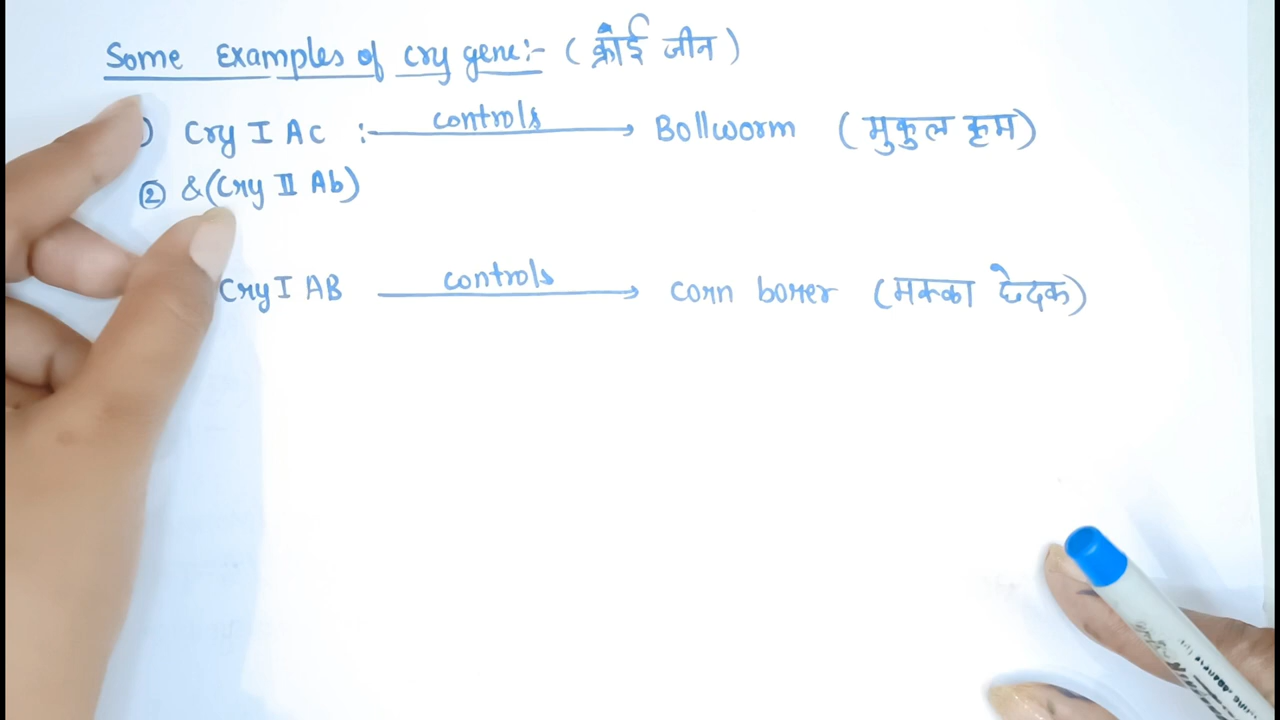 Some Examples of cry gene:- (क्राई जीन)
) Cry I Ac :- controls → Bollworm (मुकुल कृम)
② &(Cry II Ab)
Cry I AB controls → corn borer (मक्का छेदक)